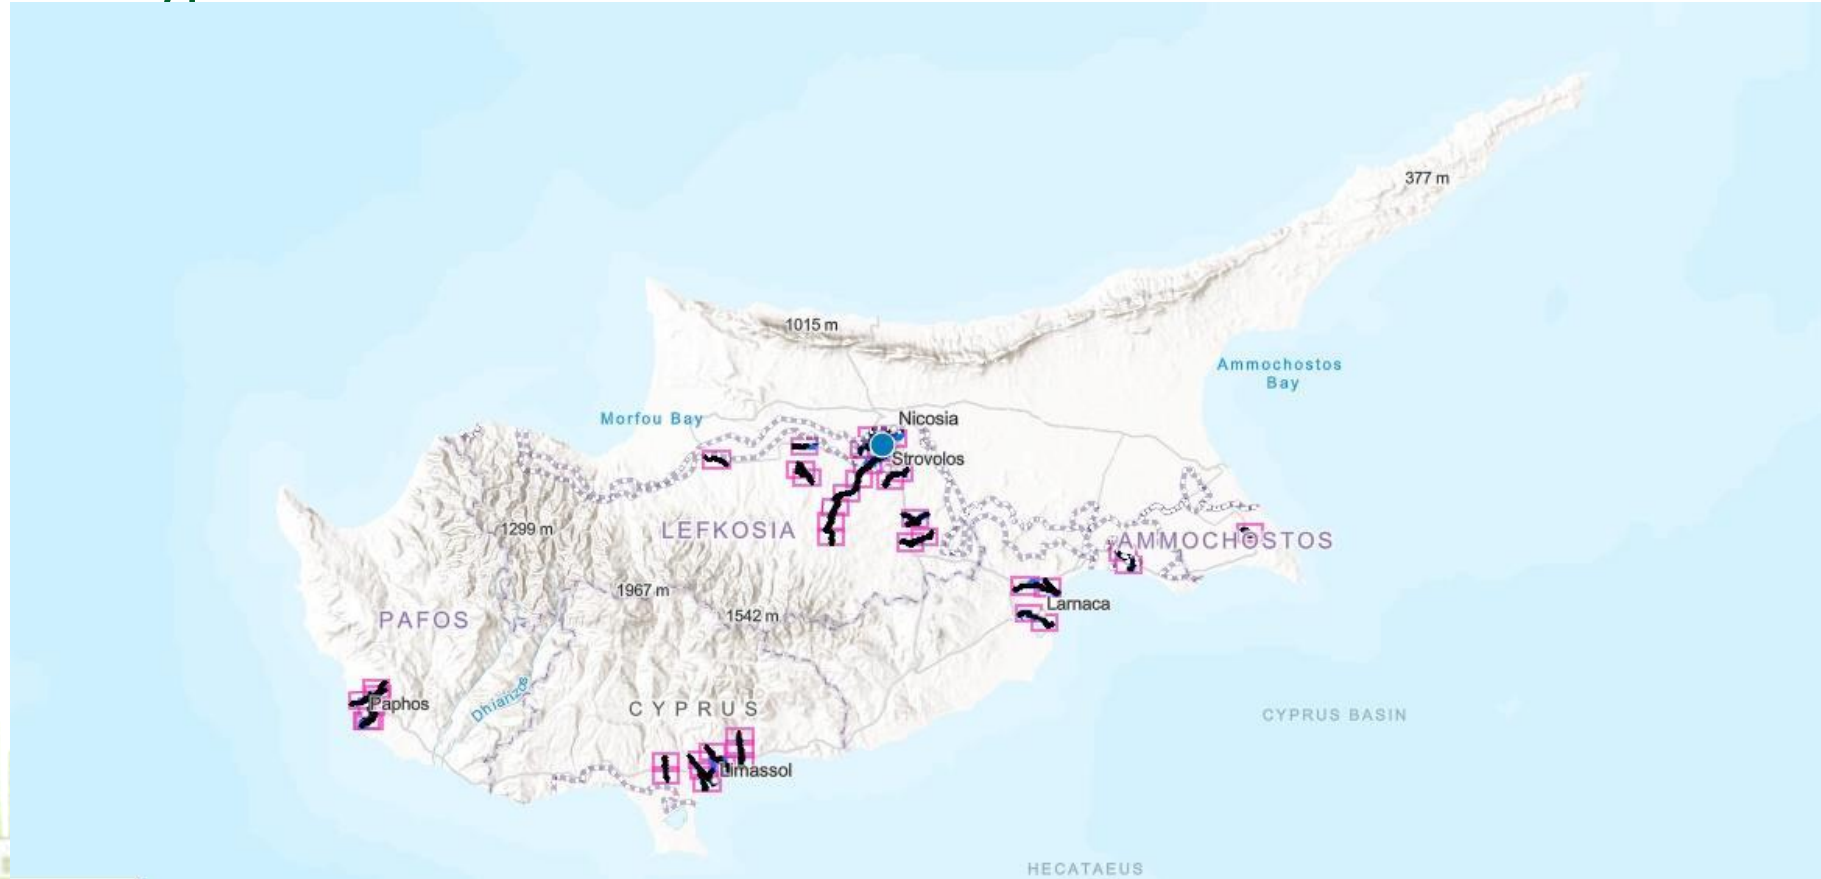 377 m
1015 m
Ammochostos
Bay
Morfou Bay
Nicosia
Strovolos
1299 m
LEFKOSIA
AMMOCHOSTOS
1967 m
Larnaca
1542 m
PAFOS
Paphos
Dhiarizos
CYPRUS
CYPRUS BASIN
Limassol
HECATAEUS